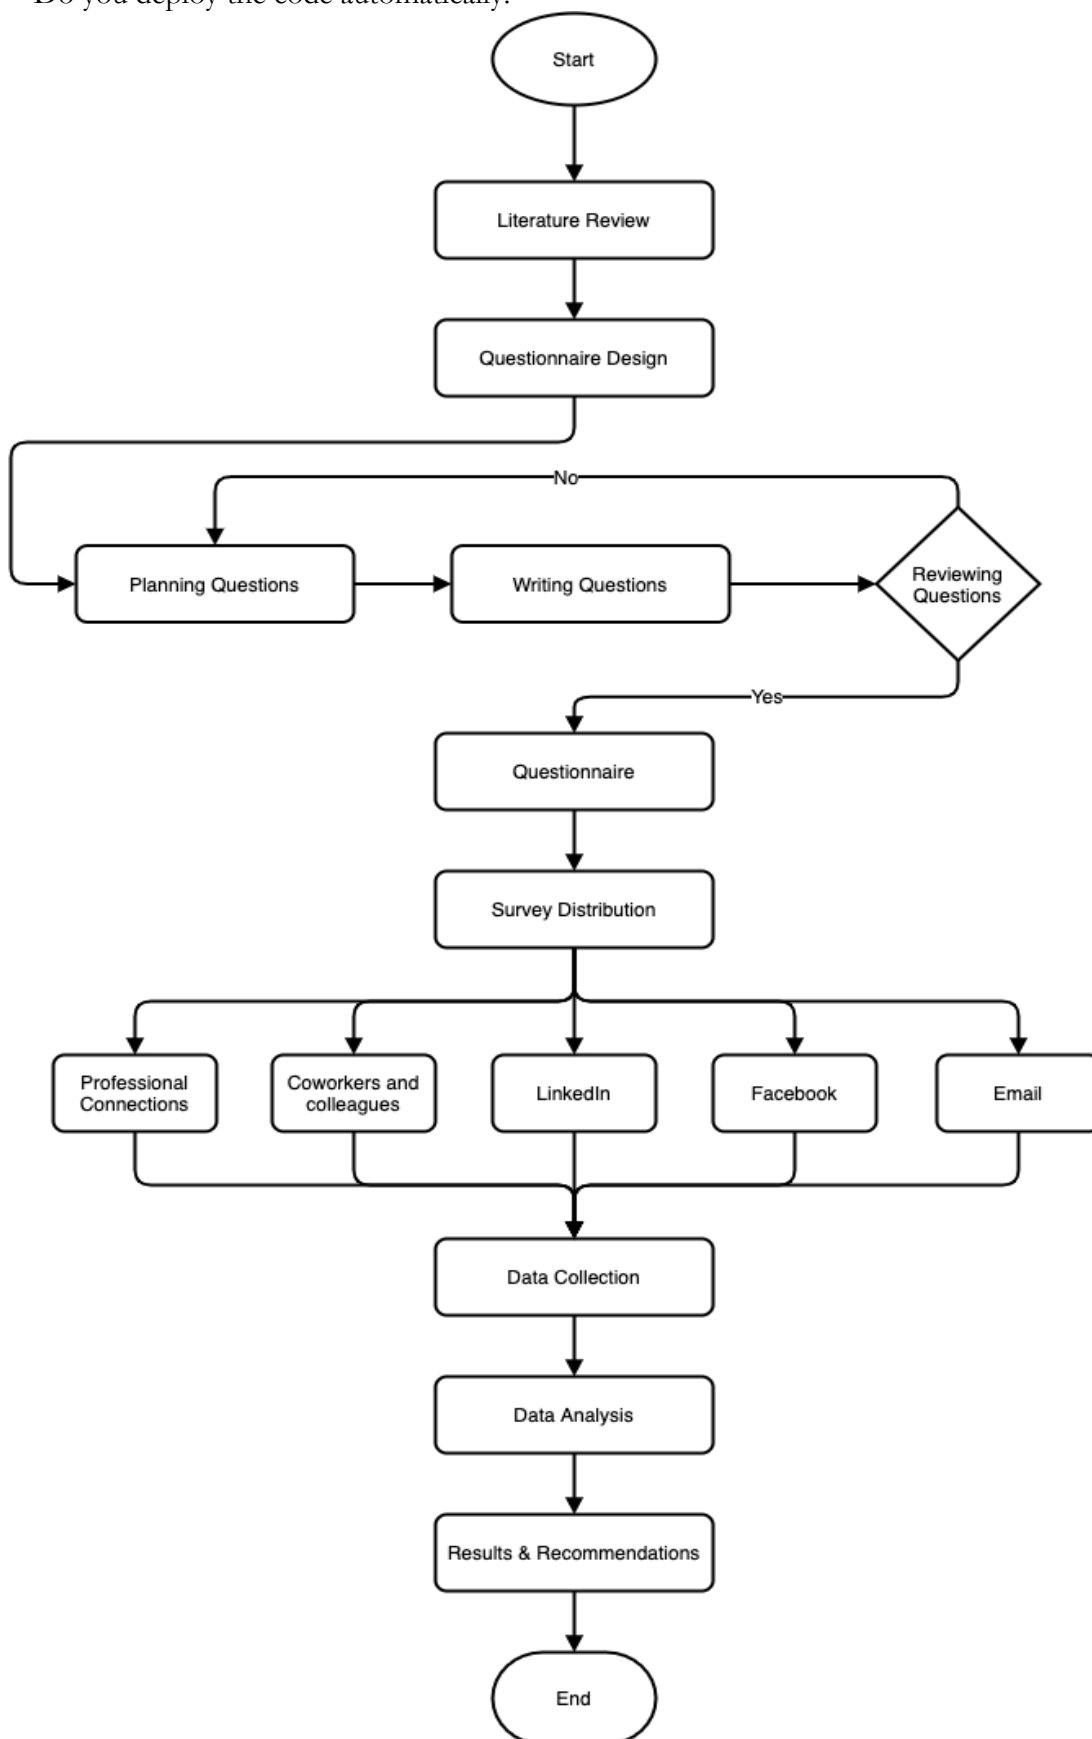 Do you deploy the code automatically.
Start
Literature Review
Questionnaire Design
No
Planning Questions
Writing Questions
Reviewing
Questions
Yes
Questionnaire
Survey Distribution
Professional
Connections
Coworkers and
colleagues
LinkedIn
Facebook
Email
Data Collection
Data Analysis
Results & Recommendations
End